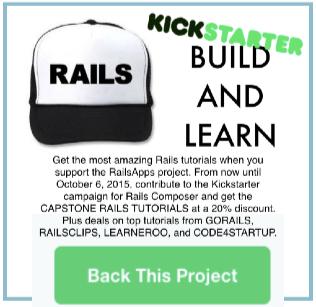 KICKSTARTER
RAILS
BUILD
AND
LEARN
Get the most amazing Rails tutorials when you
support the RailsApps project. From now until
October 6, 2015, contribute to the Kickstarter
campaign for Rails Composer and get the
CAPSTONE RAILS TUTORIALS at a 20% discount.
Plus deals on top tutorials from GORAILS,
RAILSCLIPS, LEARNEROO, and CODE4STARTUP.
Back This Project